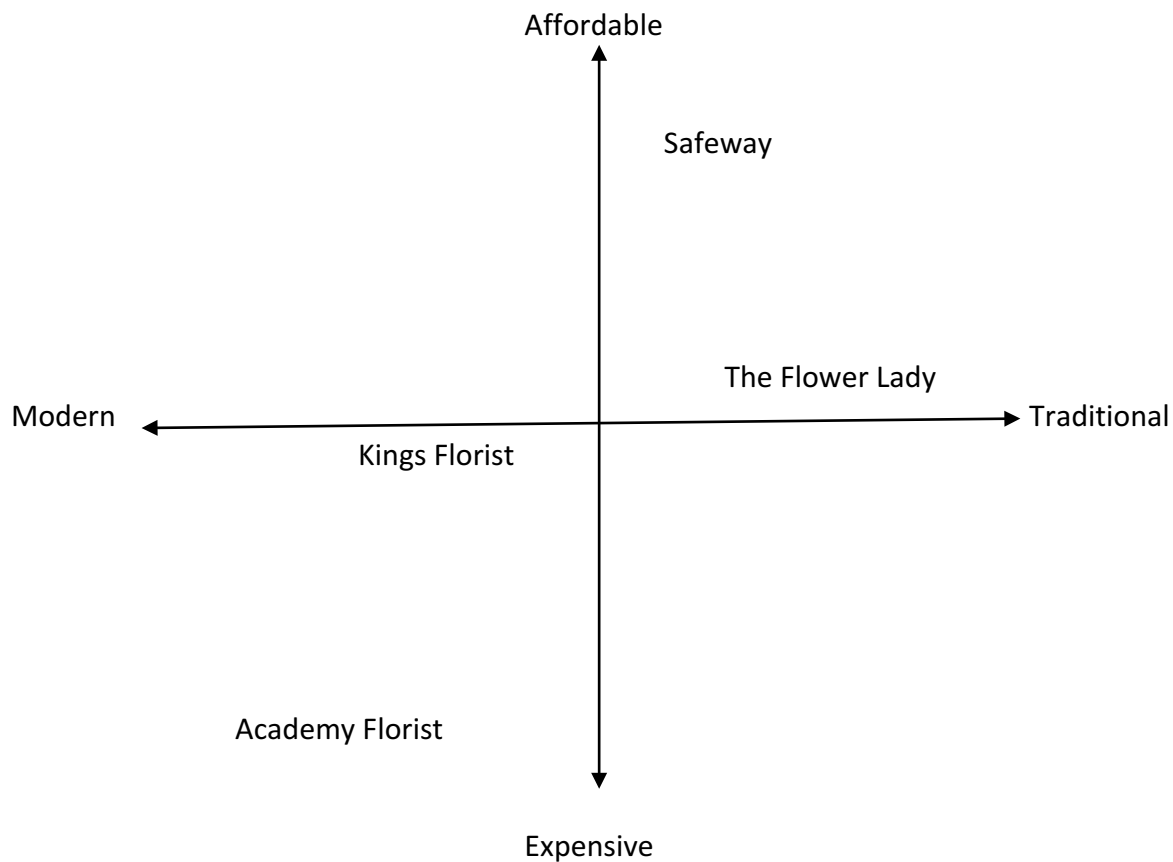 Affordable
Safeway
The Flower Lady
Modern
Traditional
Kings Florist
Academy Florist
Expensive